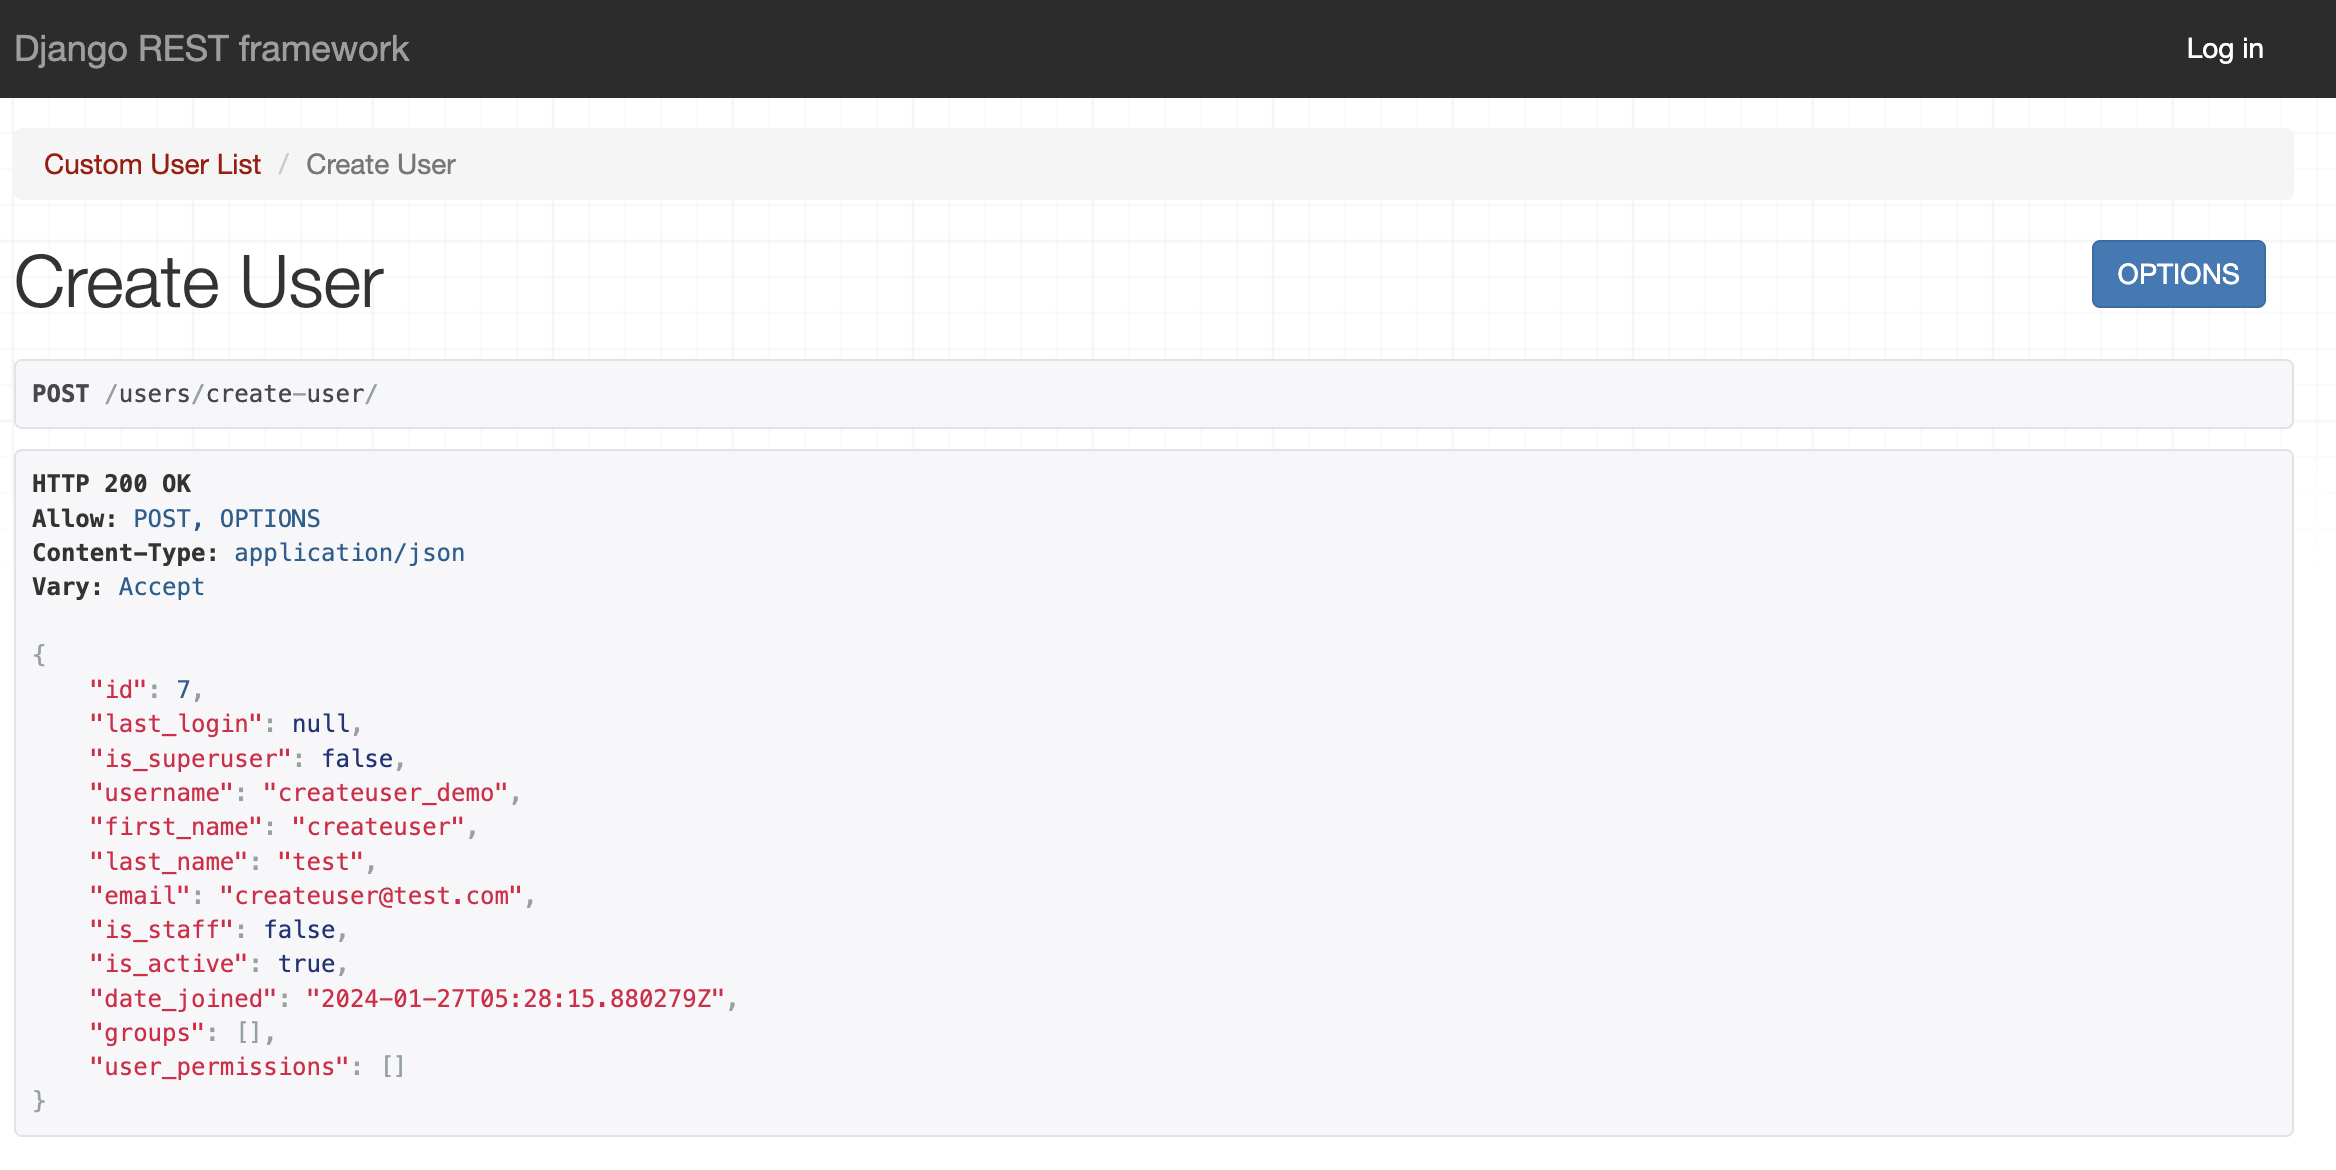 Django REST framework
Log in
Custom User List / Create User
Create User
OPTIONS
POST /users/create-user/
HTTP 200 OK
Allow: POST, OPTIONS
Content-Type: application/json
Vary: Accept
{
    "id": 7,
    "last_login": null,
    "is_superuser": false,
    "username": "createuser_demo",
    "first_name": "createuser",
    "last_name": "test",
    "email": "createuser@test.com",
    "is_staff": false,
    "is_active": true,
    "date_joined": "2024-01-27T05:28:15.880279Z",
    "groups": [],
    "user_permissions": []
}